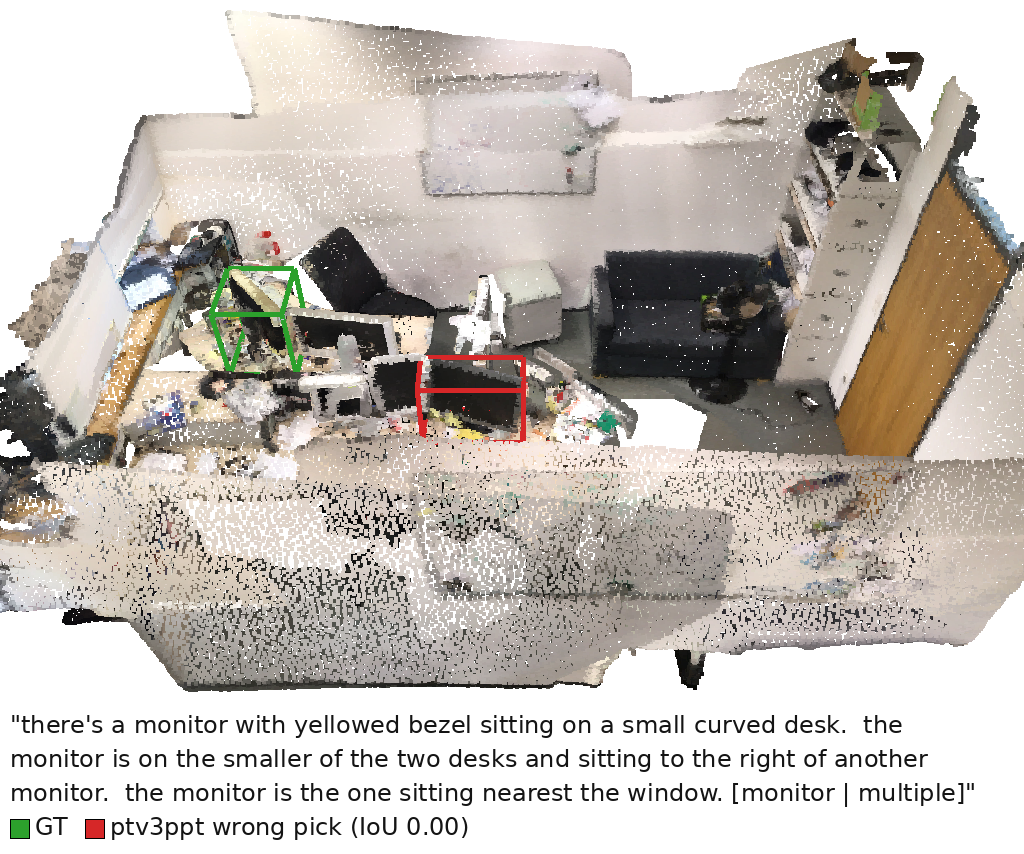 "there's a monitor with yellowed bezel sitting on a small curved desk.  the
monitor is on the smaller of the two desks and sitting to the right of another
monitor.  the monitor is the one sitting nearest the window. [monitor | multiple]"
GT ptv3ppt wrong pick (IoU 0.00)